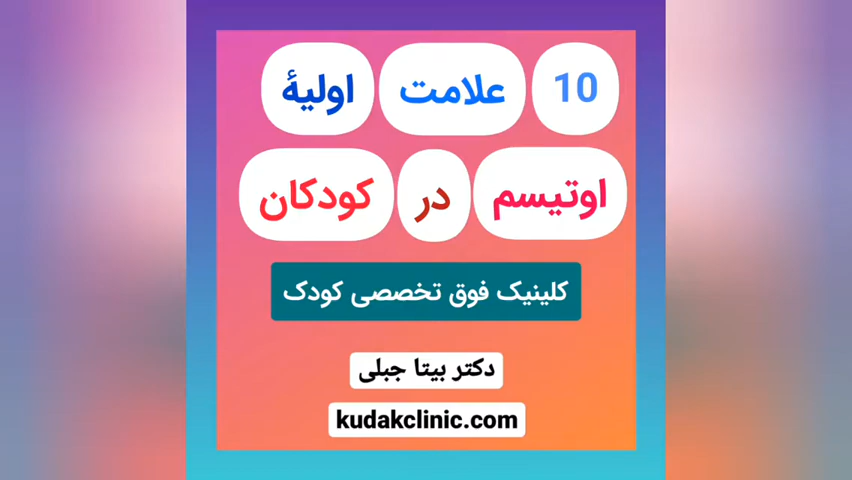 10 علامت اولیهٔ
اوتیسم در کودکان
کلینیک فوق تخصصی کودک
دکتر بیتا جبلی
kudakclinic.com